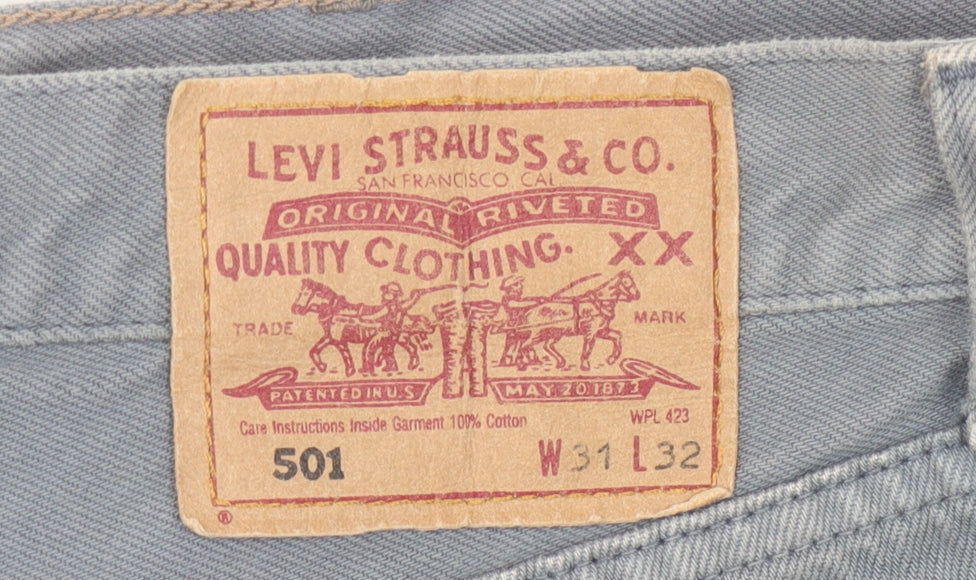 LEVI STRAUSS & CO.
SAN FRANCISCO CAL
ORIGINAL RIVETED
QUALITY CLOTHING. XX
TRADE MARK
PATENTED IN U.S MAY 20 1873
Care Instructions Inside Garment 100% Cotton WPL 423
501 W 31 L 32
®